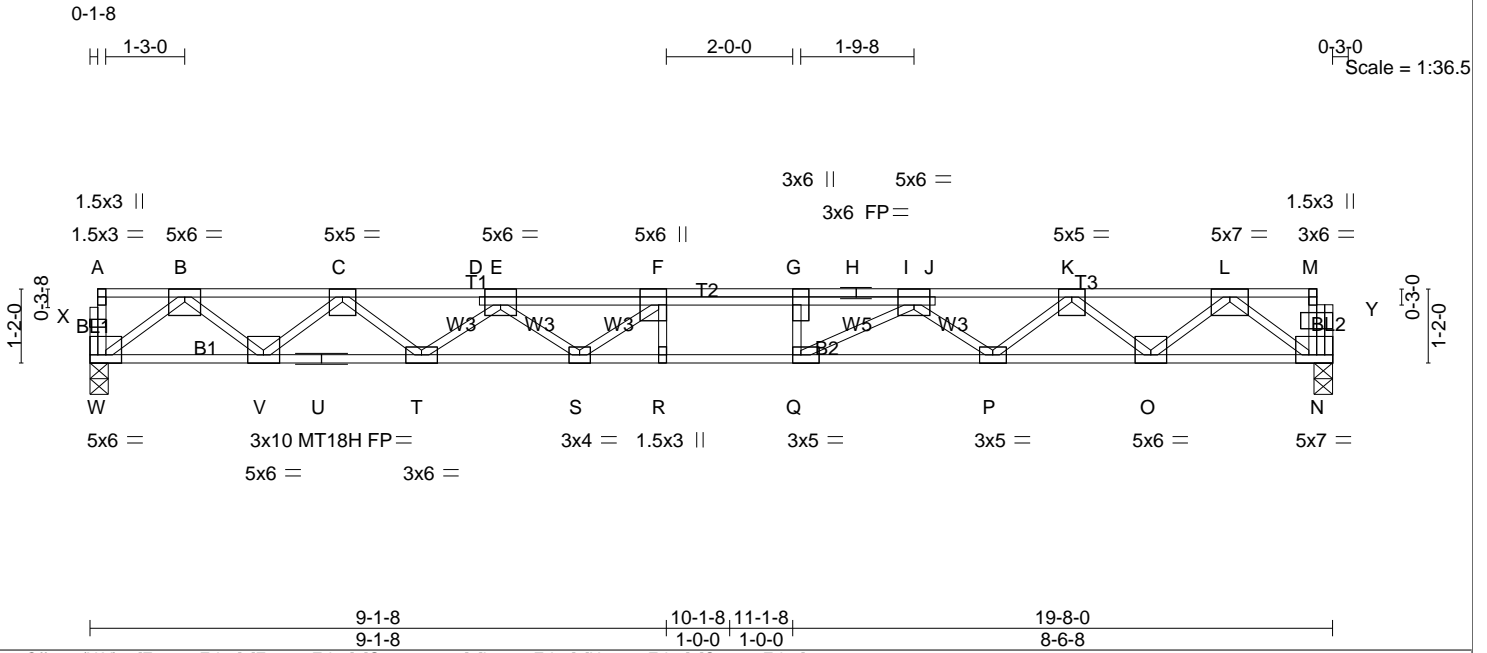 0-1-8
1-3-0 2-0-0 1-9-8 0-3-0
Scale = 1:36.5
3x6 || 5x6 =
1.5x3 || 1.5x3 ||
3x6 FP =
1.5x3 = 5x6 = 5x5 = 5x6 = 5x6 || 5x5 = 5x7 = 3x6 =
A B C D E F G H I J K L M
T1 T2 T3
1-2-0 0-3-8 X BL1 W3 W3 W3 W5 W3 BL2 Y 0-3-0 1-2-0
B1 B2
W V U T S R Q P O N
5x6 = 3x10 MT18H FP = 3x4 = 1.5x3 || 3x5 = 3x5 = 5x6 = 5x7 =
5x6 = 3x6 =
9-1-8 10-1-8 11-1-8 19-8-0
9-1-8 1-0-0 1-0-0 8-6-8